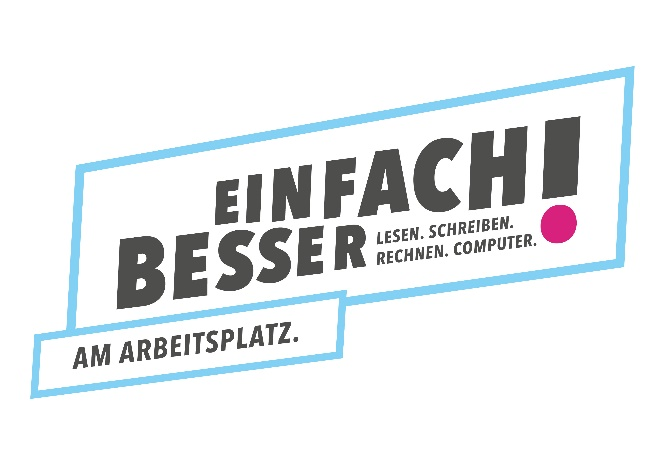 EINFACH!
BESSER
LESEN. SCHREIBEN.
RECHNEN. COMPUTER.
AM ARBEITSPLATZ.